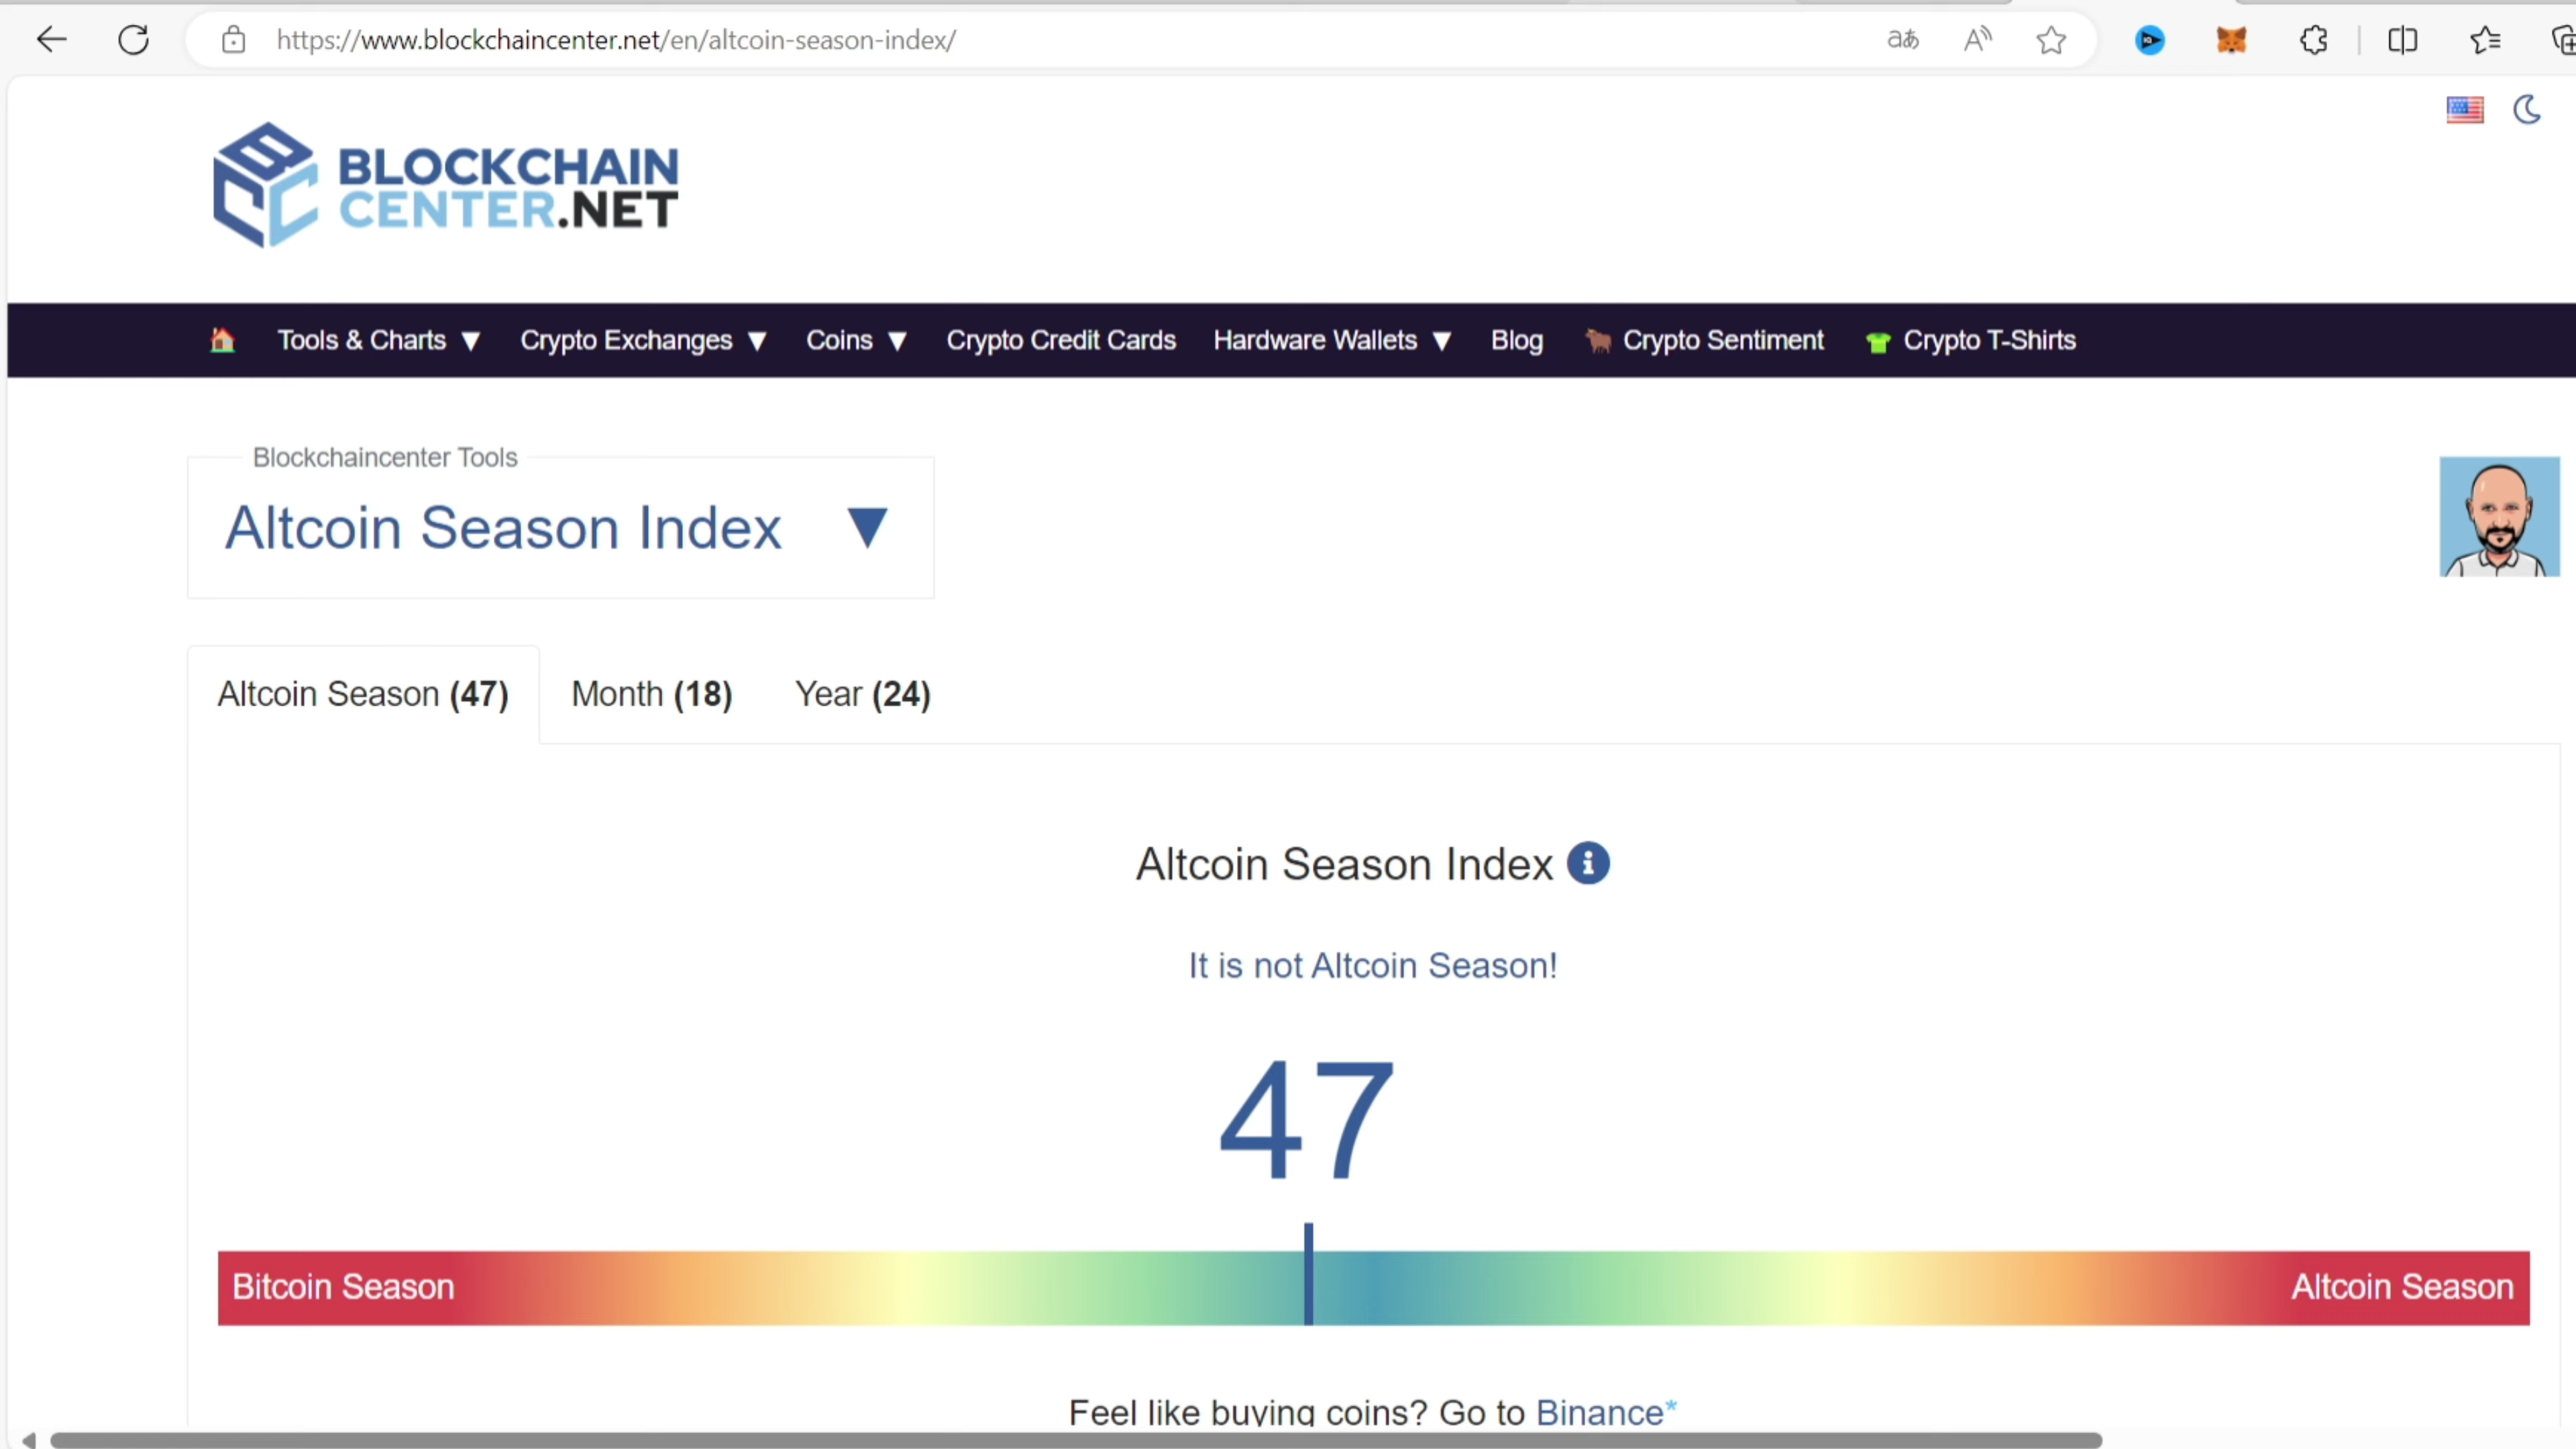 https://www.blockchaincenter.net/en/altcoin-season-index/
BLOCKCHAIN
CENTER.NET
Tools & Charts ▼ Crypto Exchanges ▼ Coins ▼ Crypto Credit Cards Hardware Wallets ▼ Blog Crypto Sentiment Crypto T-Shirts
Blockchaincenter Tools
Altcoin Season Index ▼
Altcoin Season (47) Month (18) Year (24)
Altcoin Season Index
It is not Altcoin Season!
47
Bitcoin Season Altcoin Season
Feel like buying coins? Go to Binance*